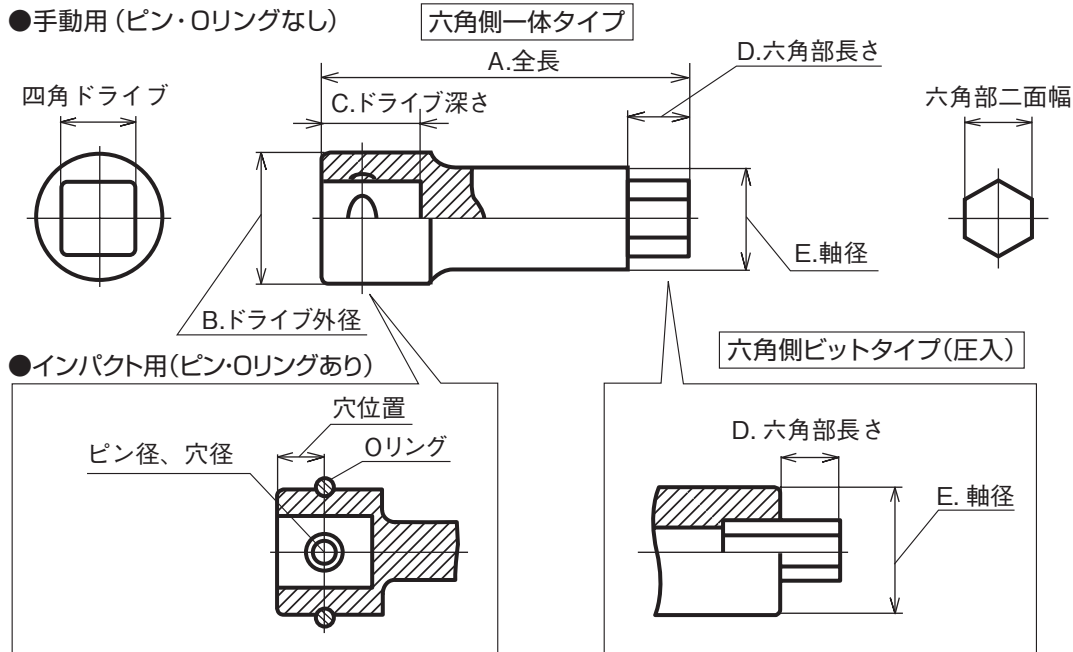 ●手動用（ピン・Oリングなし）
六角側一体タイプ
A.全長
D.六角部長さ
四角ドライブ
C.ドライブ深さ
六角部二面幅
E.軸径
B.ドライブ外径
●インパクト用（ピン・Oリングあり）
六角側ビットタイプ（圧入）
穴位置
ピン径、穴径
Oリング
D. 六角部長さ
E. 軸径